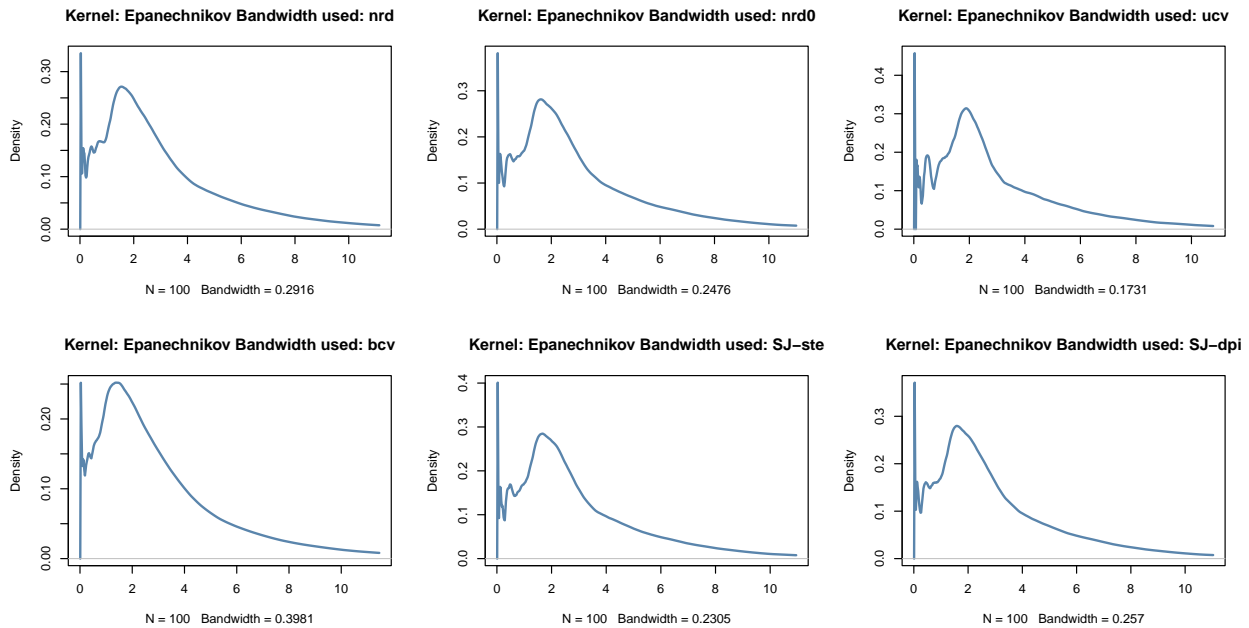 Kernel: Epanechnikov Bandwidth used: nrd
Density
0.00 0.10 0.20 0.30
0 2 4 6 8 10
N = 100 Bandwidth = 0.2916
Kernel: Epanechnikov Bandwidth used: nrd0
Density
0.0 0.1 0.2 0.3
0 2 4 6 8 10
N = 100 Bandwidth = 0.2476
Kernel: Epanechnikov Bandwidth used: ucv
Density
0.0 0.1 0.2 0.3 0.4
0 2 4 6 8 10
N = 100 Bandwidth = 0.1731
Kernel: Epanechnikov Bandwidth used: bcv
Density
0.00 0.10 0.20
0 2 4 6 8 10
N = 100 Bandwidth = 0.3981
Kernel: Epanechnikov Bandwidth used: SJ−ste
Density
0.0 0.1 0.2 0.3 0.4
0 2 4 6 8 10
N = 100 Bandwidth = 0.2305
Kernel: Epanechnikov Bandwidth used: SJ−dpi
Density
0.0 0.1 0.2 0.3
0 2 4 6 8 10
N = 100 Bandwidth = 0.257